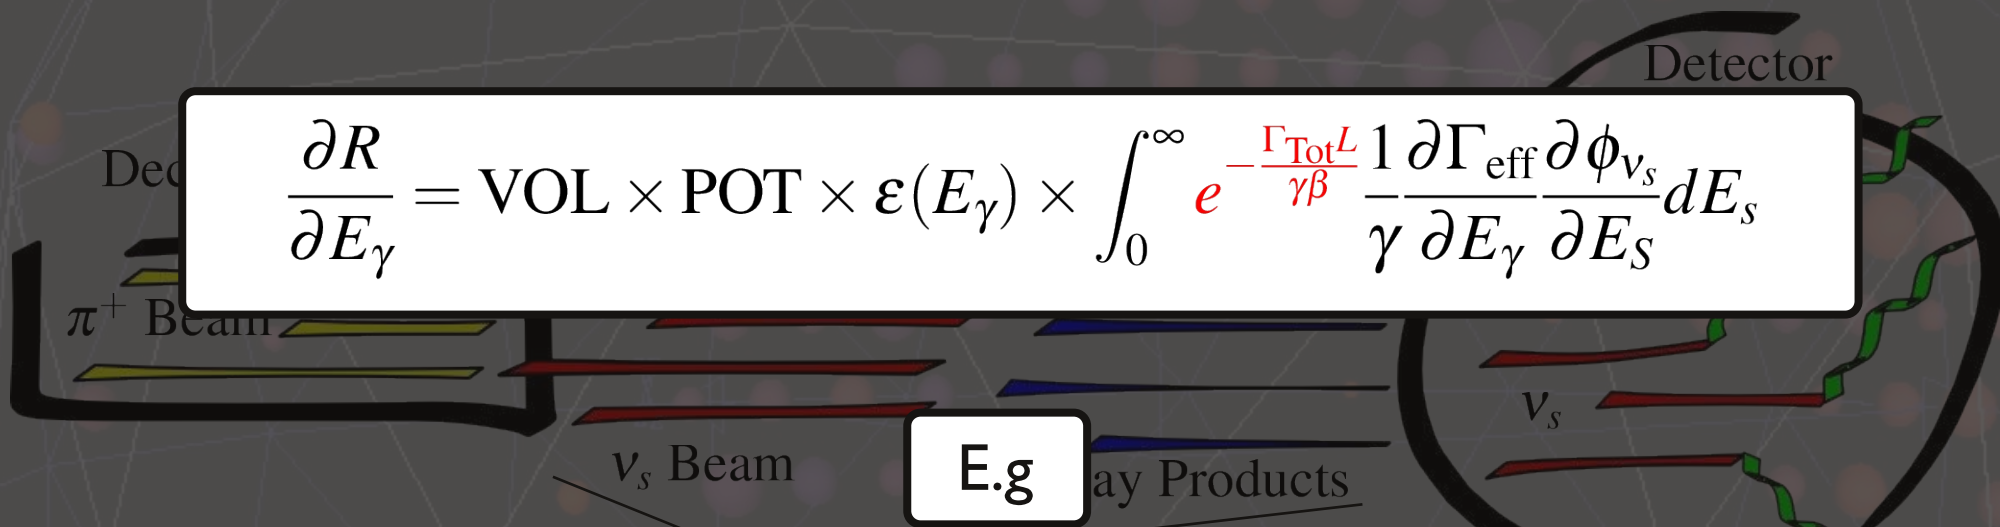 Detector
∂R/∂E_γ = VOL × POT × ε(E_γ) × ∫_0^∞ e^{-Γ_Tot L/γβ} 1/γ ∂Γ_eff/∂E_γ ∂ϕ_{ν_s}/∂E_S dE_s
π⁺ Beam
ν_s
ν_s Beam
E.g
Products